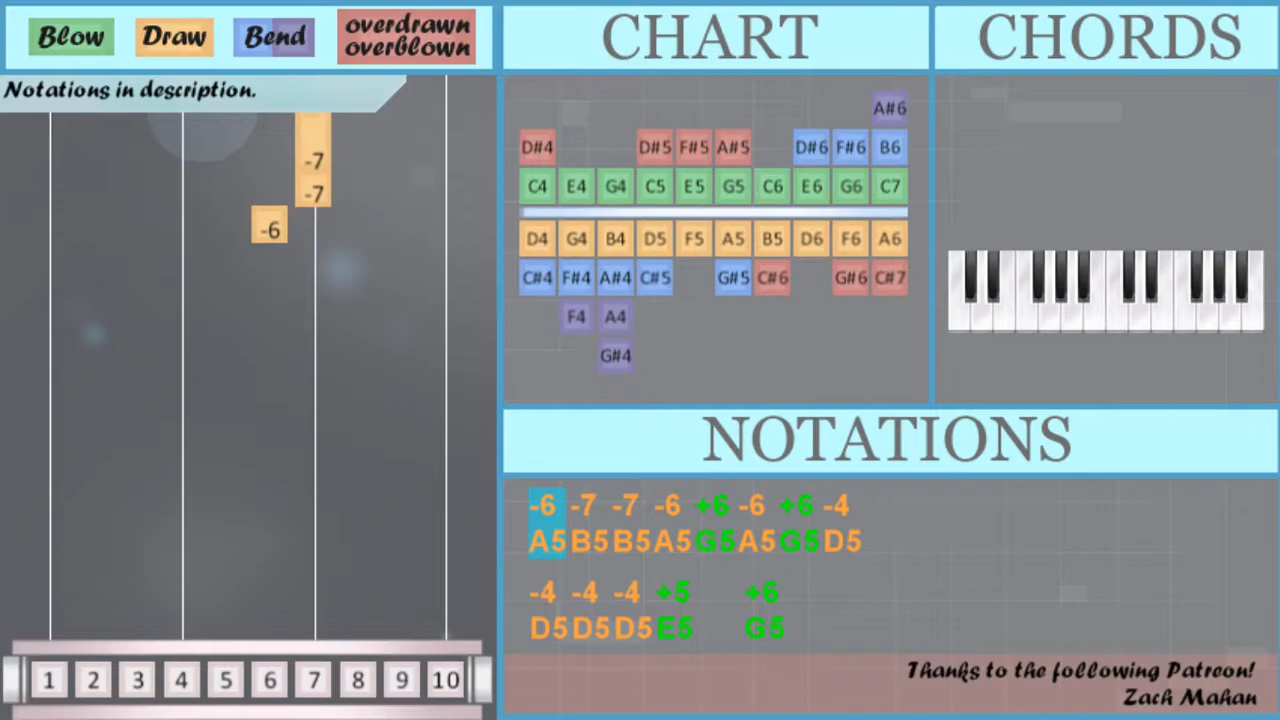 Blow Draw Bend overdrawn
overblown
Notations in description.
-7
-7
-6
1 2 3 4 5 6 7 8 9 10
CHART
A#6
D#4 D#5 F#5 A#5 D#6 F#6 B6
C4 E4 G4 C5 E5 G5 C6 E6 G6 C7
D4 G4 B4 D5 F5 A5 B5 D6 F6 A6
C#4 F#4 A#4 C#5 G#5 C#6 G#6 C#7
F4 A4
G#4
CHORDS
NOTATIONS
-6 -7 -7 -6 +6 -6 +6 -4
A5 B5 B5 A5 G5 A5 G5 D5
-4 -4 -4 +5 +6
D5 D5 D5 E5 G5
Thanks to the following Patreon!
Zach Mahan